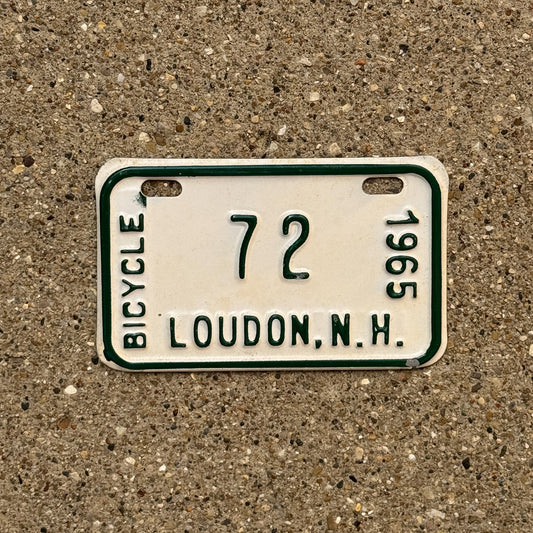 BICYCLE
72
1965
LOUDON, N.H.